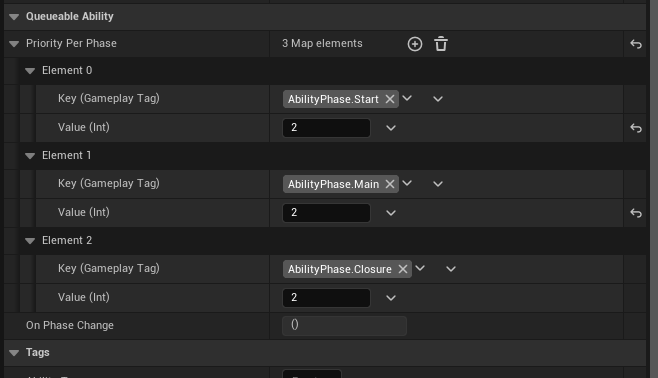 Queueable Ability
Priority Per Phase 3 Map elements
Element 0
Key (Gameplay Tag) AbilityPhase.Start
Value (Int) 2
Element 1
Key (Gameplay Tag) AbilityPhase.Main
Value (Int) 2
Element 2
Key (Gameplay Tag) AbilityPhase.Closure
Value (Int) 2
On Phase Change ()
Tags